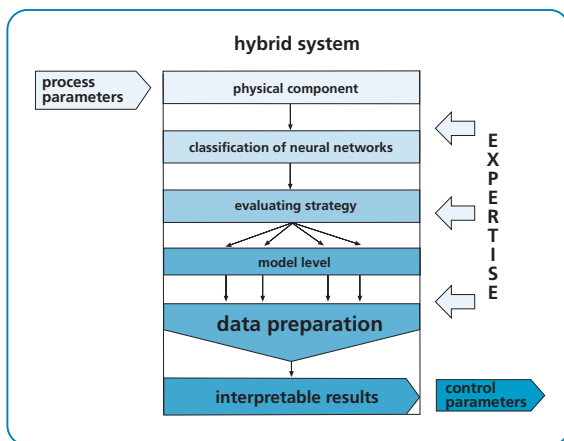 hybrid system
process
parameters
physical component
classification of neural networks
evaluating strategy
model level
data preparation
interpretable results
control
parameters
EXPERTISE